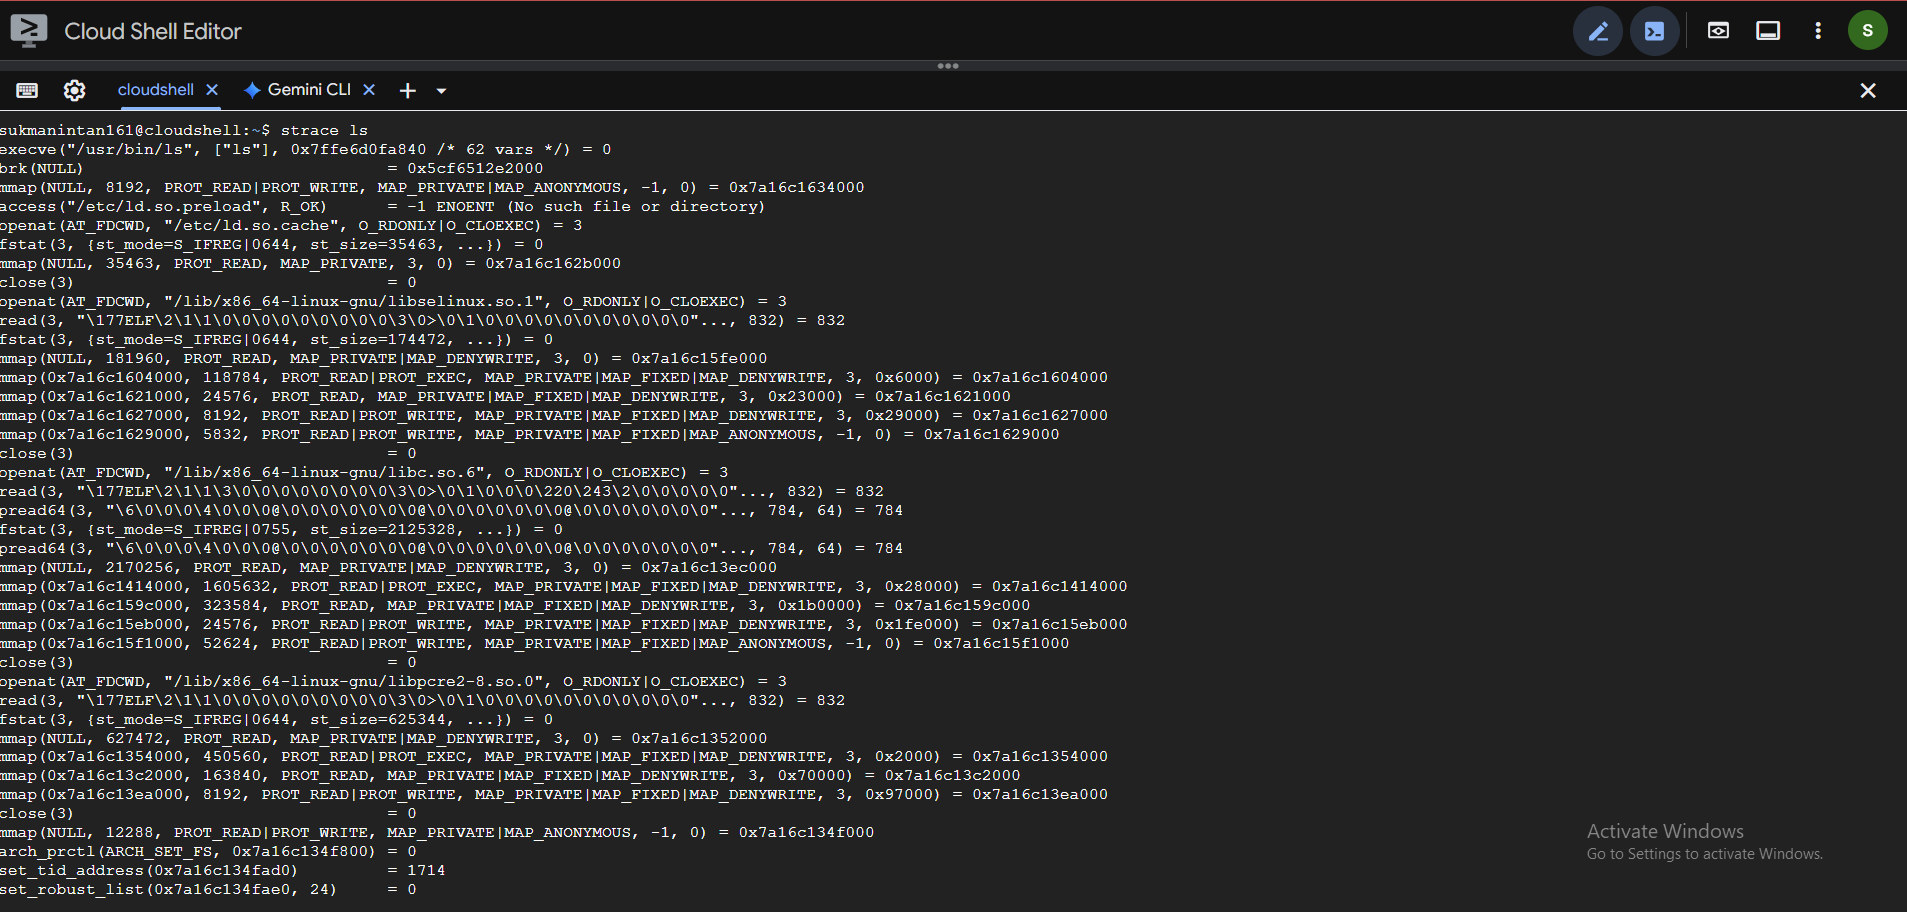 Cloud Shell Editor
S
cloudshell
Gemini CLI
sukmanintan161@cloudshell:~$ strace ls
execve("/usr/bin/ls", ["ls"], 0x7ffe6d0fa840 /* 62 vars */) = 0
brk(NULL)                               = 0x5cf6512e2000
mmap(NULL, 8192, PROT_READ|PROT_WRITE, MAP_PRIVATE|MAP_ANONYMOUS, -1, 0) = 0x7a16c1634000
access("/etc/ld.so.preload", R_OK)      = -1 ENOENT (No such file or directory)
openat(AT_FDCWD, "/etc/ld.so.cache", O_RDONLY|O_CLOEXEC) = 3
fstat(3, {st_mode=S_IFREG|0644, st_size=35463, ...}) = 0
mmap(NULL, 35463, PROT_READ, MAP_PRIVATE, 3, 0) = 0x7a16c162b000
close(3)                                = 0
openat(AT_FDCWD, "/lib/x86_64-linux-gnu/libselinux.so.1", O_RDONLY|O_CLOEXEC) = 3
read(3, "\177ELF\2\1\1\0\0\0\0\0\0\0\0\0\3\0>\0\1\0\0\0\0\0\0\0\0\0\0\0"..., 832) = 832
fstat(3, {st_mode=S_IFREG|0644, st_size=174472, ...}) = 0
mmap(NULL, 181960, PROT_READ, MAP_PRIVATE|MAP_DENYWRITE, 3, 0) = 0x7a16c15fe000
mmap(0x7a16c1604000, 118784, PROT_READ|PROT_EXEC, MAP_PRIVATE|MAP_FIXED|MAP_DENYWRITE, 3, 0x6000) = 0x7a16c1604000
mmap(0x7a16c1621000, 24576, PROT_READ, MAP_PRIVATE|MAP_FIXED|MAP_DENYWRITE, 3, 0x23000) = 0x7a16c1621000
mmap(0x7a16c1627000, 8192, PROT_READ|PROT_WRITE, MAP_PRIVATE|MAP_FIXED|MAP_DENYWRITE, 3, 0x29000) = 0x7a16c1627000
mmap(0x7a16c1629000, 5832, PROT_READ|PROT_WRITE, MAP_PRIVATE|MAP_FIXED|MAP_ANONYMOUS, -1, 0) = 0x7a16c1629000
close(3)                                = 0
openat(AT_FDCWD, "/lib/x86_64-linux-gnu/libc.so.6", O_RDONLY|O_CLOEXEC) = 3
read(3, "\177ELF\2\1\1\3\0\0\0\0\0\0\0\0\3\0>\0\1\0\0\0\220\243\2\0\0\0\0\0"..., 832) = 832
pread64(3, "\6\0\0\0\4\0\0\0@\0\0\0\0\0\0\0@\0\0\0\0\0\0\0@\0\0\0\0\0\0\0"..., 784, 64) = 784
fstat(3, {st_mode=S_IFREG|0755, st_size=2125328, ...}) = 0
pread64(3, "\6\0\0\0\4\0\0\0@\0\0\0\0\0\0\0@\0\0\0\0\0\0\0@\0\0\0\0\0\0\0"..., 784, 64) = 784
mmap(NULL, 2170256, PROT_READ, MAP_PRIVATE|MAP_DENYWRITE, 3, 0) = 0x7a16c13ec000
mmap(0x7a16c1414000, 1605632, PROT_READ|PROT_EXEC, MAP_PRIVATE|MAP_FIXED|MAP_DENYWRITE, 3, 0x28000) = 0x7a16c1414000
mmap(0x7a16c159c000, 323584, PROT_READ, MAP_PRIVATE|MAP_FIXED|MAP_DENYWRITE, 3, 0x1b0000) = 0x7a16c159c000
mmap(0x7a16c15eb000, 24576, PROT_READ|PROT_WRITE, MAP_PRIVATE|MAP_FIXED|MAP_DENYWRITE, 3, 0x1fe000) = 0x7a16c15eb000
mmap(0x7a16c15f1000, 52624, PROT_READ|PROT_WRITE, MAP_PRIVATE|MAP_FIXED|MAP_ANONYMOUS, -1, 0) = 0x7a16c15f1000
close(3)                                = 0
openat(AT_FDCWD, "/lib/x86_64-linux-gnu/libpcre2-8.so.0", O_RDONLY|O_CLOEXEC) = 3
read(3, "\177ELF\2\1\1\0\0\0\0\0\0\0\0\0\3\0>\0\1\0\0\0\0\0\0\0\0\0\0\0"..., 832) = 832
fstat(3, {st_mode=S_IFREG|0644, st_size=625344, ...}) = 0
mmap(NULL, 627472, PROT_READ, MAP_PRIVATE|MAP_DENYWRITE, 3, 0) = 0x7a16c1352000
mmap(0x7a16c1354000, 450560, PROT_READ|PROT_EXEC, MAP_PRIVATE|MAP_FIXED|MAP_DENYWRITE, 3, 0x2000) = 0x7a16c1354000
mmap(0x7a16c13c2000, 163840, PROT_READ, MAP_PRIVATE|MAP_FIXED|MAP_DENYWRITE, 3, 0x70000) = 0x7a16c13c2000
mmap(0x7a16c13ea000, 8192, PROT_READ|PROT_WRITE, MAP_PRIVATE|MAP_FIXED|MAP_DENYWRITE, 3, 0x97000) = 0x7a16c13ea000
close(3)                                = 0
mmap(NULL, 12288, PROT_READ|PROT_WRITE, MAP_PRIVATE|MAP_ANONYMOUS, -1, 0) = 0x7a16c134f000
arch_prctl(ARCH_SET_FS, 0x7a16c134f800) = 0
set_tid_address(0x7a16c134fad0)         = 1714
set_robust_list(0x7a16c134fae0, 24)     = 0
Activate Windows
Go to Settings to activate Windows.